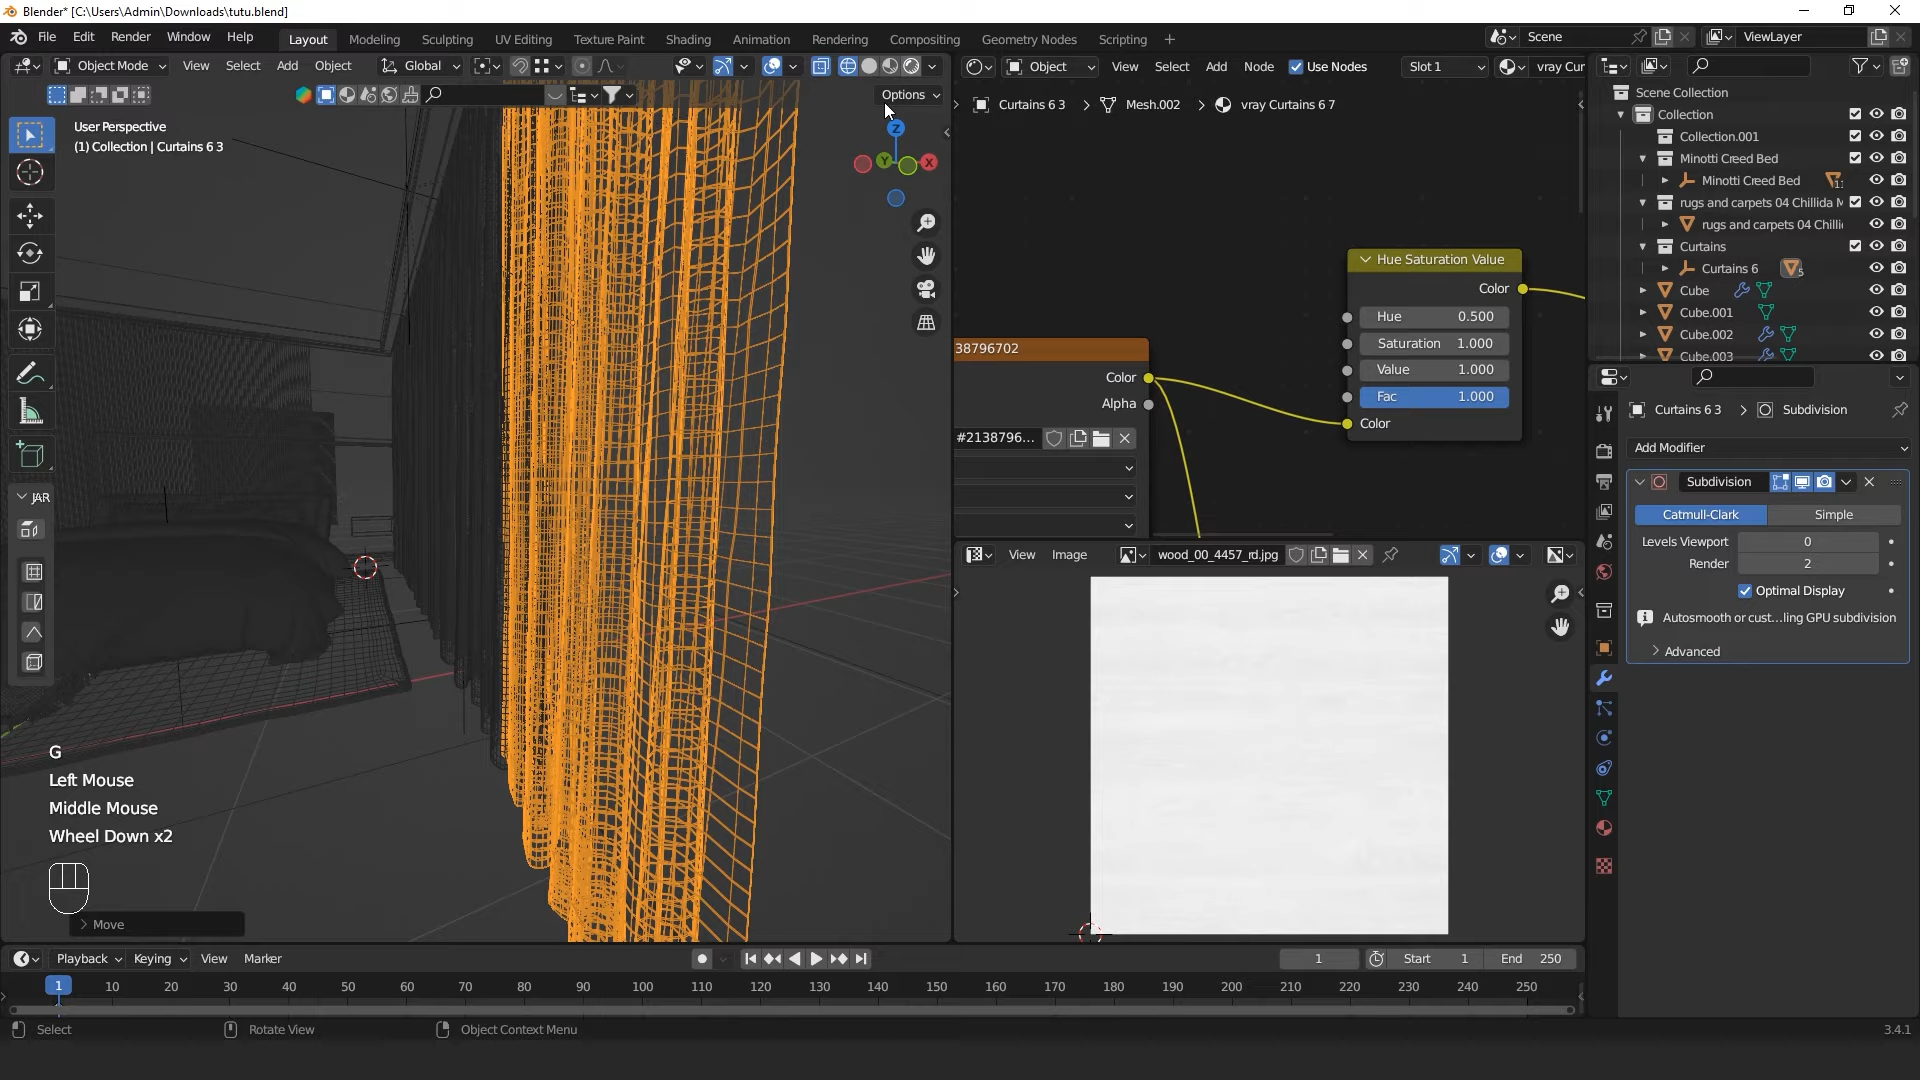 Blender* [C:\Users\Admin\Downloads\tutu.blend]
File Edit Render Window Help Layout Modeling Sculpting UV Editing Texture Paint Shading Animation Rendering Compositing Geometry Nodes Scripting + Scene ViewLayer
Object Mode View Select Add Object Global
Object View Select Add Node Use Nodes Slot 1 vray Cur
Options
User Perspective
(1) Collection | Curtains 6 3
Z
Y
X
JAR
G
Left Mouse
Middle Mouse
Wheel Down x2
Move
Curtains 6 3 Mesh.002 vray Curtains 6 7
38796702
Color
Alpha
#2138796...
Hue Saturation Value
Color
Hue 0.500
Saturation 1.000
Value 1.000
Fac 1.000
Color
View Image wood_00_4457_rd.jpg
Scene Collection
Collection
Collection.001
Minotti Creed Bed
Minotti Creed Bed 11
rugs and carpets 04 Chillida M
rugs and carpets 04 Chilli
Curtains
Curtains 6 5
Cube
Cube.001
Cube.002
Cube.003
Curtains 6 3 Subdivision
Add Modifier
Subdivision
Catmull-Clark Simple
Levels Viewport 0
Render 2
Optimal Display
Autosmooth or cust...ling GPU subdivision
Advanced
Playback Keying View Marker 1 Start 1 End 250
1 10 20 30 40 50 60 70 80 90 100 110 120 130 140 150 160 170 180 190 200 210 220 230 240 250
Select Rotate View Object Context Menu 3.4.1